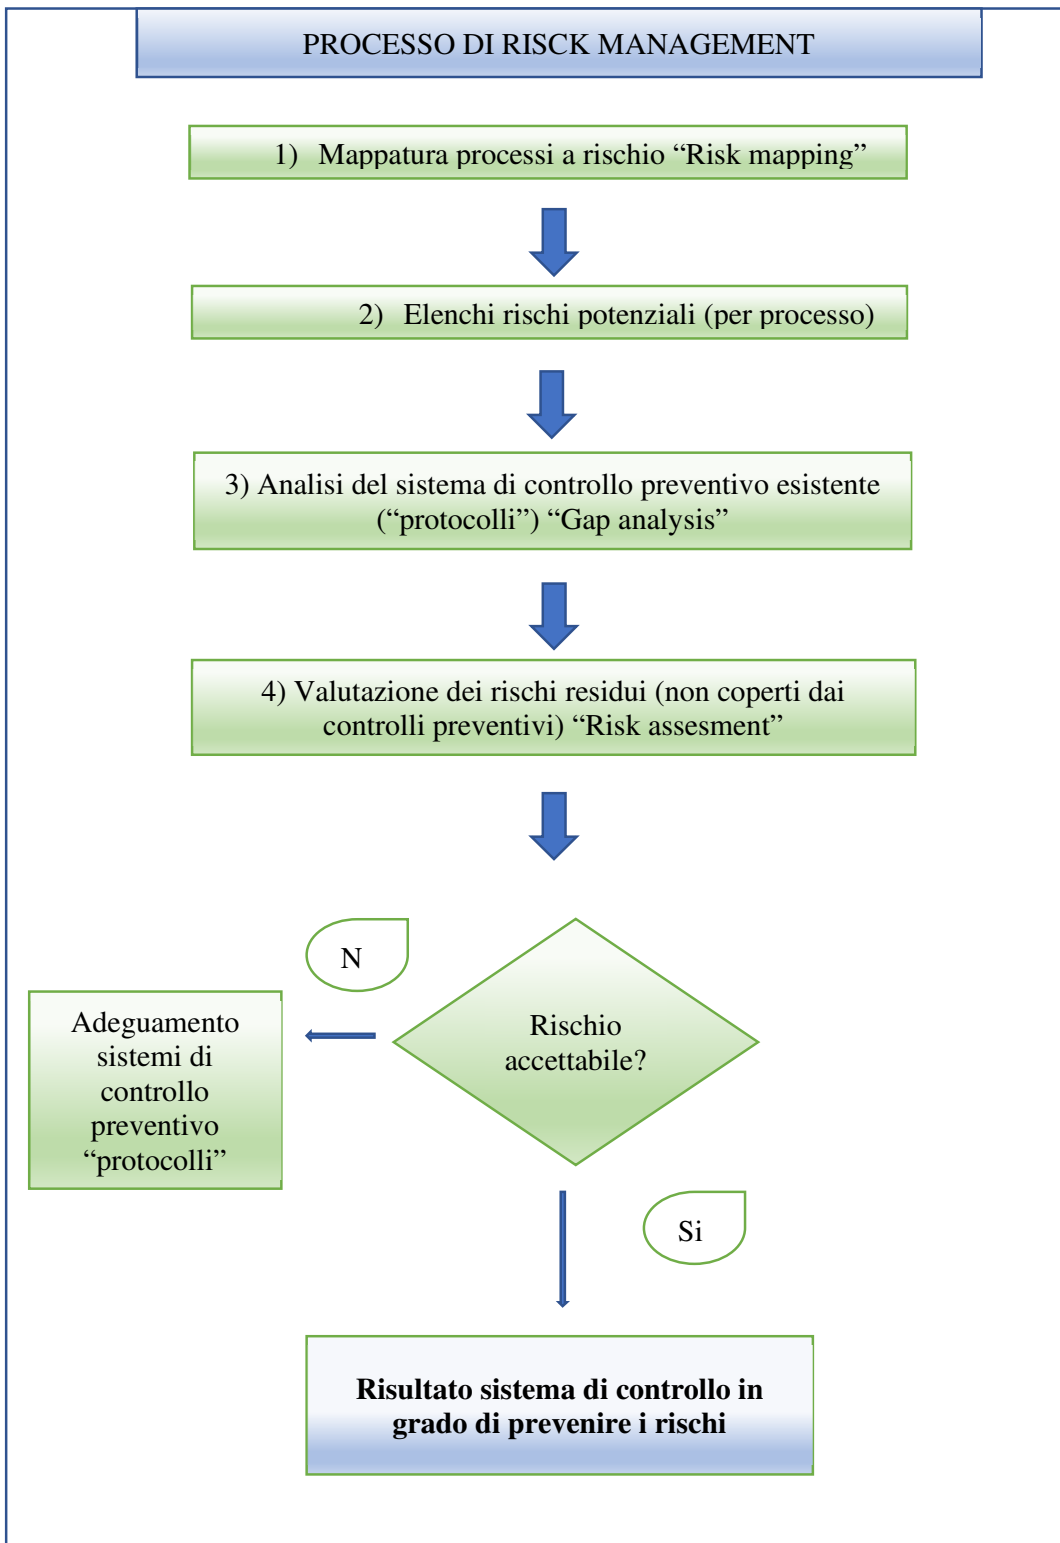 PROCESSO DI RISCK MANAGEMENT
1) Mappatura processi a rischio “Risk mapping”
2) Elenchi rischi potenziali (per processo)
3) Analisi del sistema di controllo preventivo esistente
(“protocolli”) “Gap analysis”
4) Valutazione dei rischi residui (non coperti dai
controlli preventivi) “Risk assesment”
N
Adeguamento
sistemi di
controllo
preventivo
“protocolli”
Rischio
accettabile?
Si
Risultato sistema di controllo in
grado di prevenire i rischi